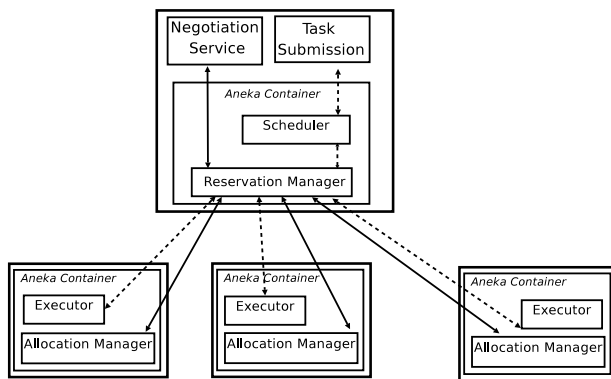 Negotiation
Service
Task
Submission
Aneka Container
Scheduler
Reservation Manager
Aneka Container
Executor
Allocation Manager
Aneka Container
Executor
Allocation Manager
Aneka Container
Executor
Allocation Manager